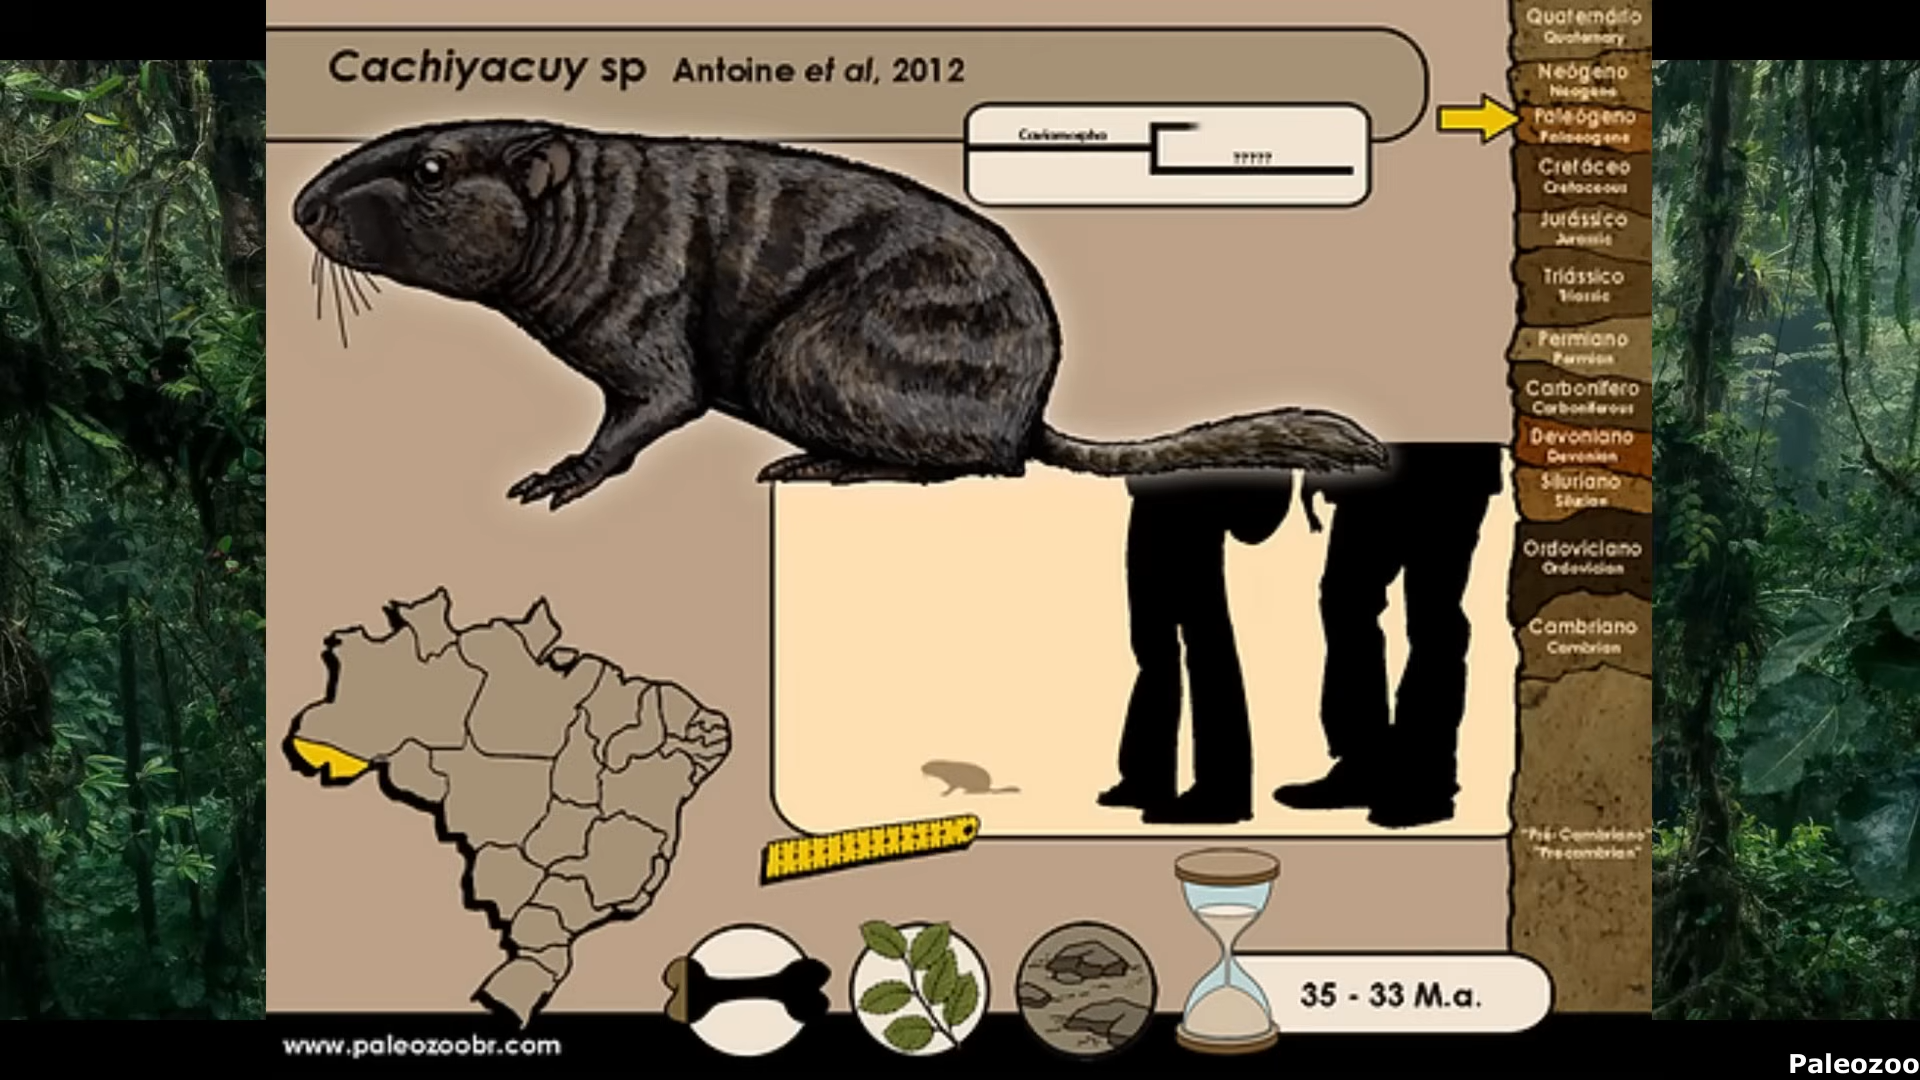 Cachiyacuy sp Antoine et al, 2012
Caviomorpha
?????
Quaternário
Quaternary
Neógeno
Neogene
Paleógeno
Palaeogene
Cretáceo
Cretaceous
Jurássico
Jurassic
Triássico
Triassic
Permiano
Permian
Carbonífero
Carboniferous
Devoniano
Devonian
Siluriano
Silurian
Ordoviciano
Ordovician
Cambriano
Cambrian
"Pré-Cambriano"
"Precambrian"
35 - 33 M.a.
www.paleozoobr.com
Paleozoo